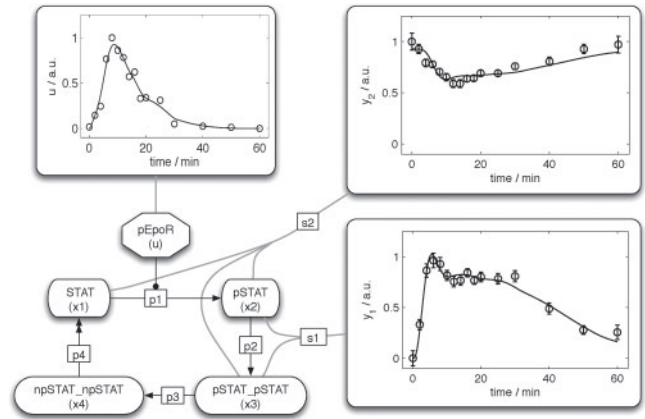 1
0.5
0
u / a.u.
0
20
40
60
time / min
1
0.5
0
y2 / a.u.
0
20
40
60
time / min
pEpoR
(u)
s2
STAT
(x1)
p1
pSTAT
(x2)
p4
p2
s1
npSTAT_npSTAT
(x4)
p3
pSTAT_pSTAT
(x3)
1
0.5
0
y1 / a.u.
0
20
40
60
time / min